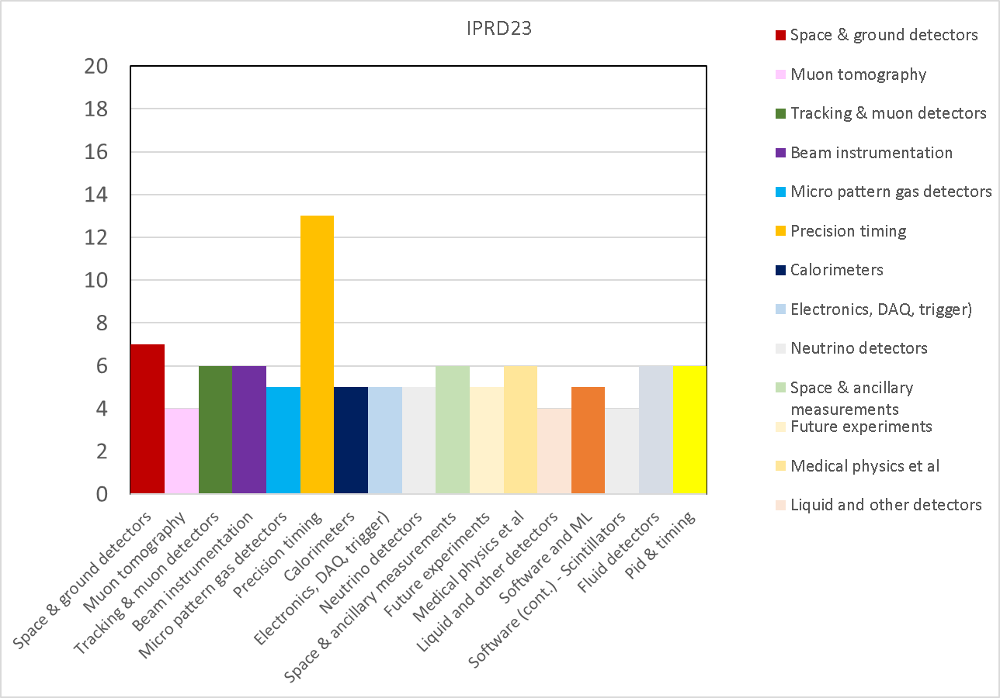 IPRD23
20
18
16
14
12
10
8
6
4
2
0
Space & ground detectors
Muon tomography
Tracking & muon detectors
Beam instrumentation
Micro pattern gas detectors
Precision timing
Calorimeters
Electronics, DAQ, trigger)
Neutrino detectors
Space & ancillary measurements
Future experiments
Medical physics et al
Liquid and other detectors
Software and ML
Software (cont.) - Scintillators
Fluid detectors
Pid & timing
Space & ground detectors
Muon tomography
Tracking & muon detectors
Beam instrumentation
Micro pattern gas detectors
Precision timing
Calorimeters
Electronics, DAQ, trigger)
Neutrino detectors
Space & ancillary
measurements
Future experiments
Medical physics et al
Liquid and other detectors